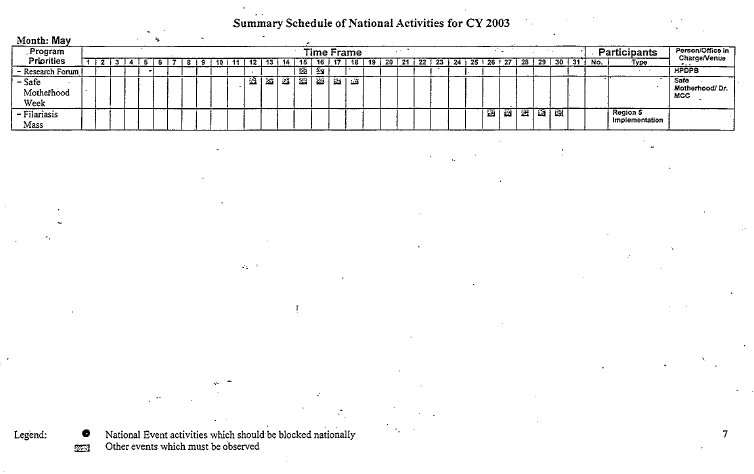 Summary Schedule of National Activities for CY 2003
Month: May
Program Priorities Time Frame Participants Person/Office in Charge/Venue
1 2 3 4 5 6 7 8 9 10 11 12 13 14 15 16 17 18 19 20 21 22 23 24 25 26 27 28 29 30 31 No. Type
– Research Forum HPDPB
– Safe Motherhood Week Safe Motherhood/ Dr. MCC
– Filariasis Mass Region 5 Implementation
Legend: National Event activities which should be blocked nationally
Other events which must be observed
7